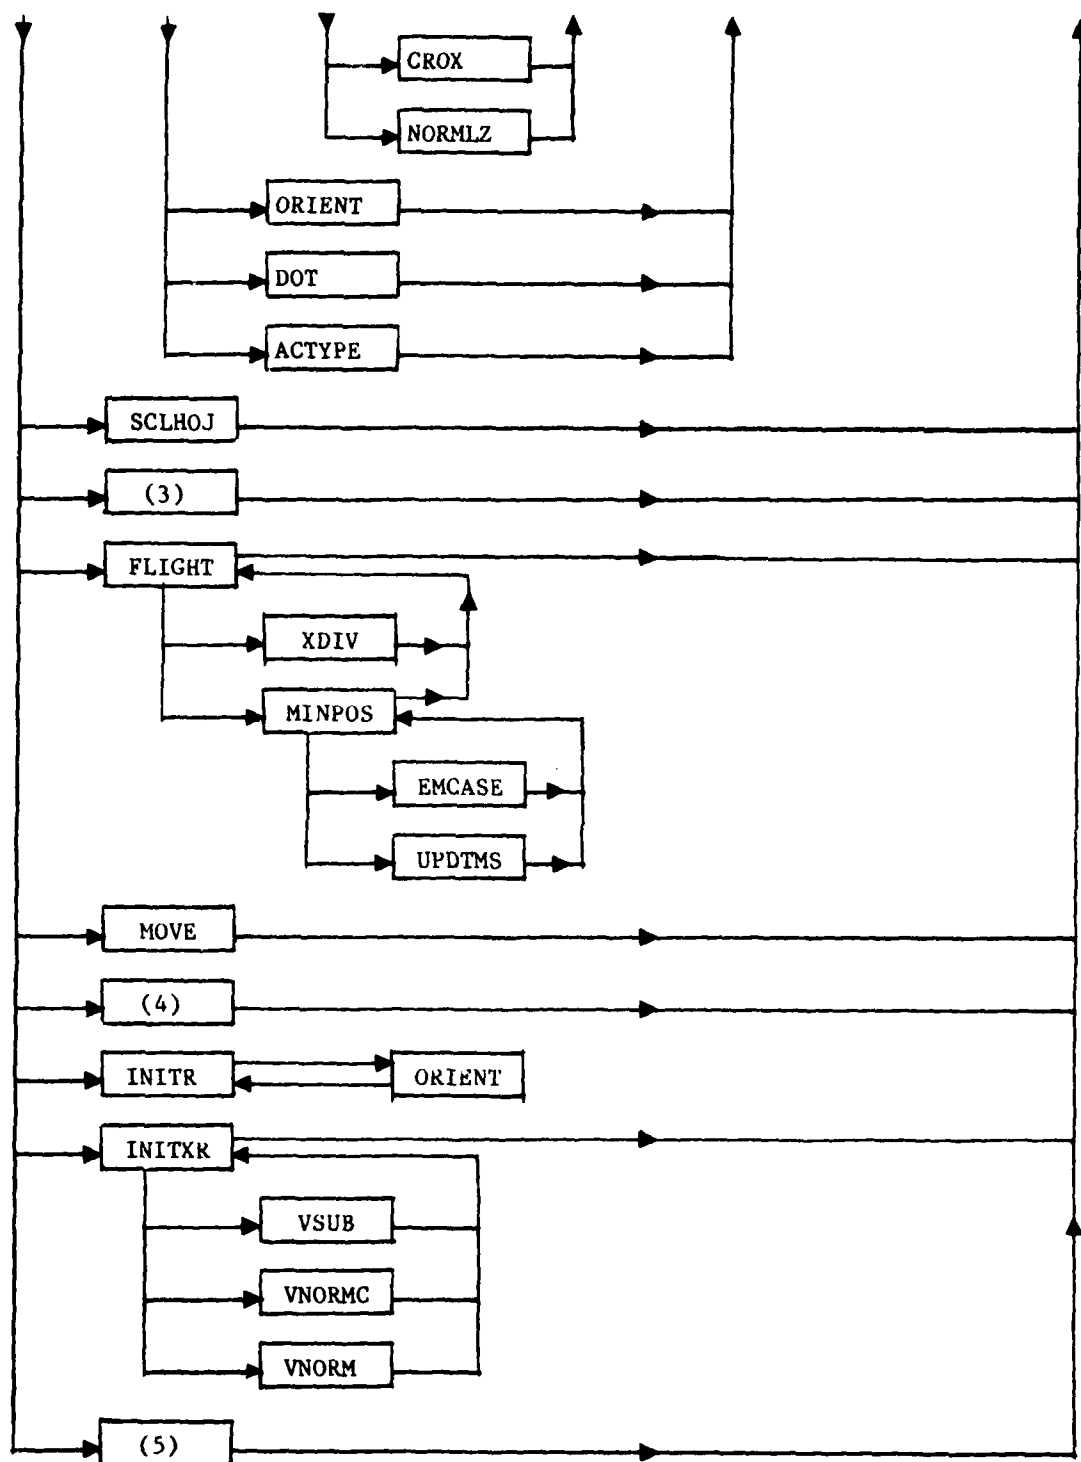 CROX
NORMLZ
ORIENT
DOT
ACTYPE
SCLHOJ
(3)
FLIGHT
XDIV
MINPOS
EMCASE
UPDTMS
MOVE
(4)
INITR
ORIENT
INITXR
VSUB
VNORMC
VNORM
(5)